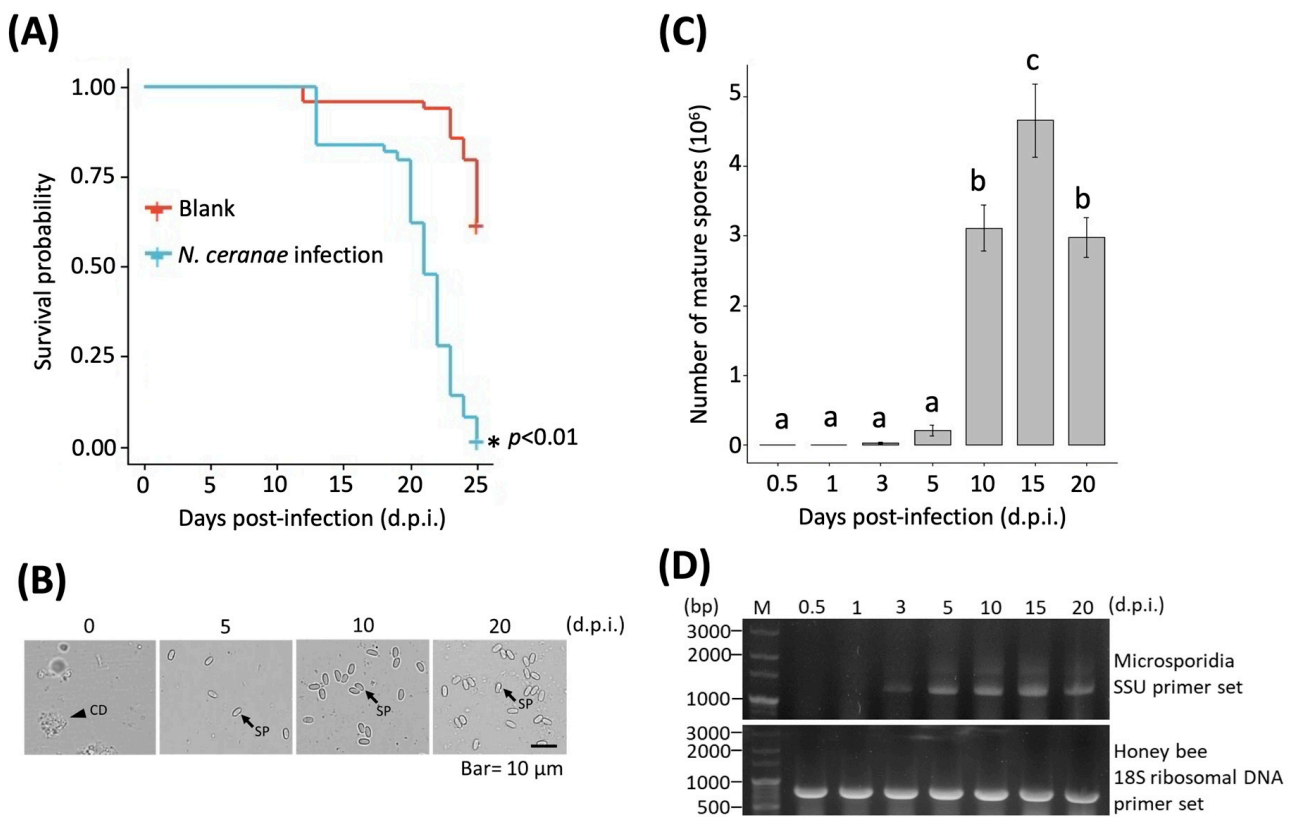 (A)
1.00
0.75
0.50
0.25
0.00
Survival probability
Blank
N. ceranae infection
* p<0.01
0 5 10 15 20 25
Days post-infection (d.p.i.)
(B)
0 5 10 20 (d.p.i.)
CD
SP
SP
SP
Bar= 10 μm
(C)
5
4
3
2
1
0
Number of mature spores (10⁶)
a a a a b c b
0.5 1 3 5 10 15 20
Days post-infection (d.p.i.)
(D)
(bp) M 0.5 1 3 5 10 15 20 (d.p.i.)
3000
2000
1000
Microsporidia
SSU primer set
3000
2000
1000
500
Honey bee
18S ribosomal DNA
primer set